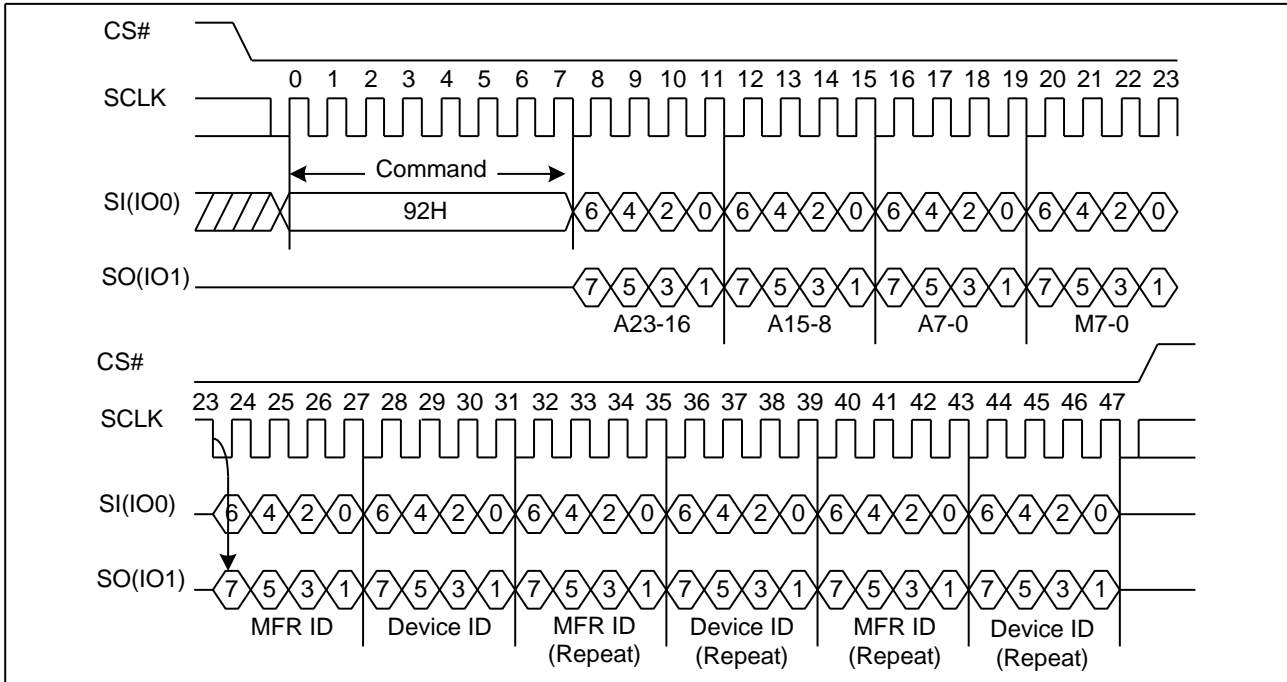 CS#
0 1 2 3 4 5 6 7 8 9 10 11 12 13 14 15 16 17 18 19 20 21 22 23
SCLK
Command
SI(IO0)
92H
6 4 2 0 6 4 2 0 6 4 2 0 6 4 2 0
SO(IO1)
7 5 3 1 7 5 3 1 7 5 3 1 7 5 3 1
A23-16 A15-8 A7-0 M7-0
CS#
23 24 25 26 27 28 29 30 31 32 33 34 35 36 37 38 39 40 41 42 43 44 45 46 47
SCLK
SI(IO0)
6 4 2 0 6 4 2 0 6 4 2 0 6 4 2 0 6 4 2 0 6 4 2 0
SO(IO1)
7 5 3 1 7 5 3 1 7 5 3 1 7 5 3 1 7 5 3 1 7 5 3 1
MFR ID Device ID MFR ID Device ID MFR ID Device ID
(Repeat) (Repeat) (Repeat) (Repeat)